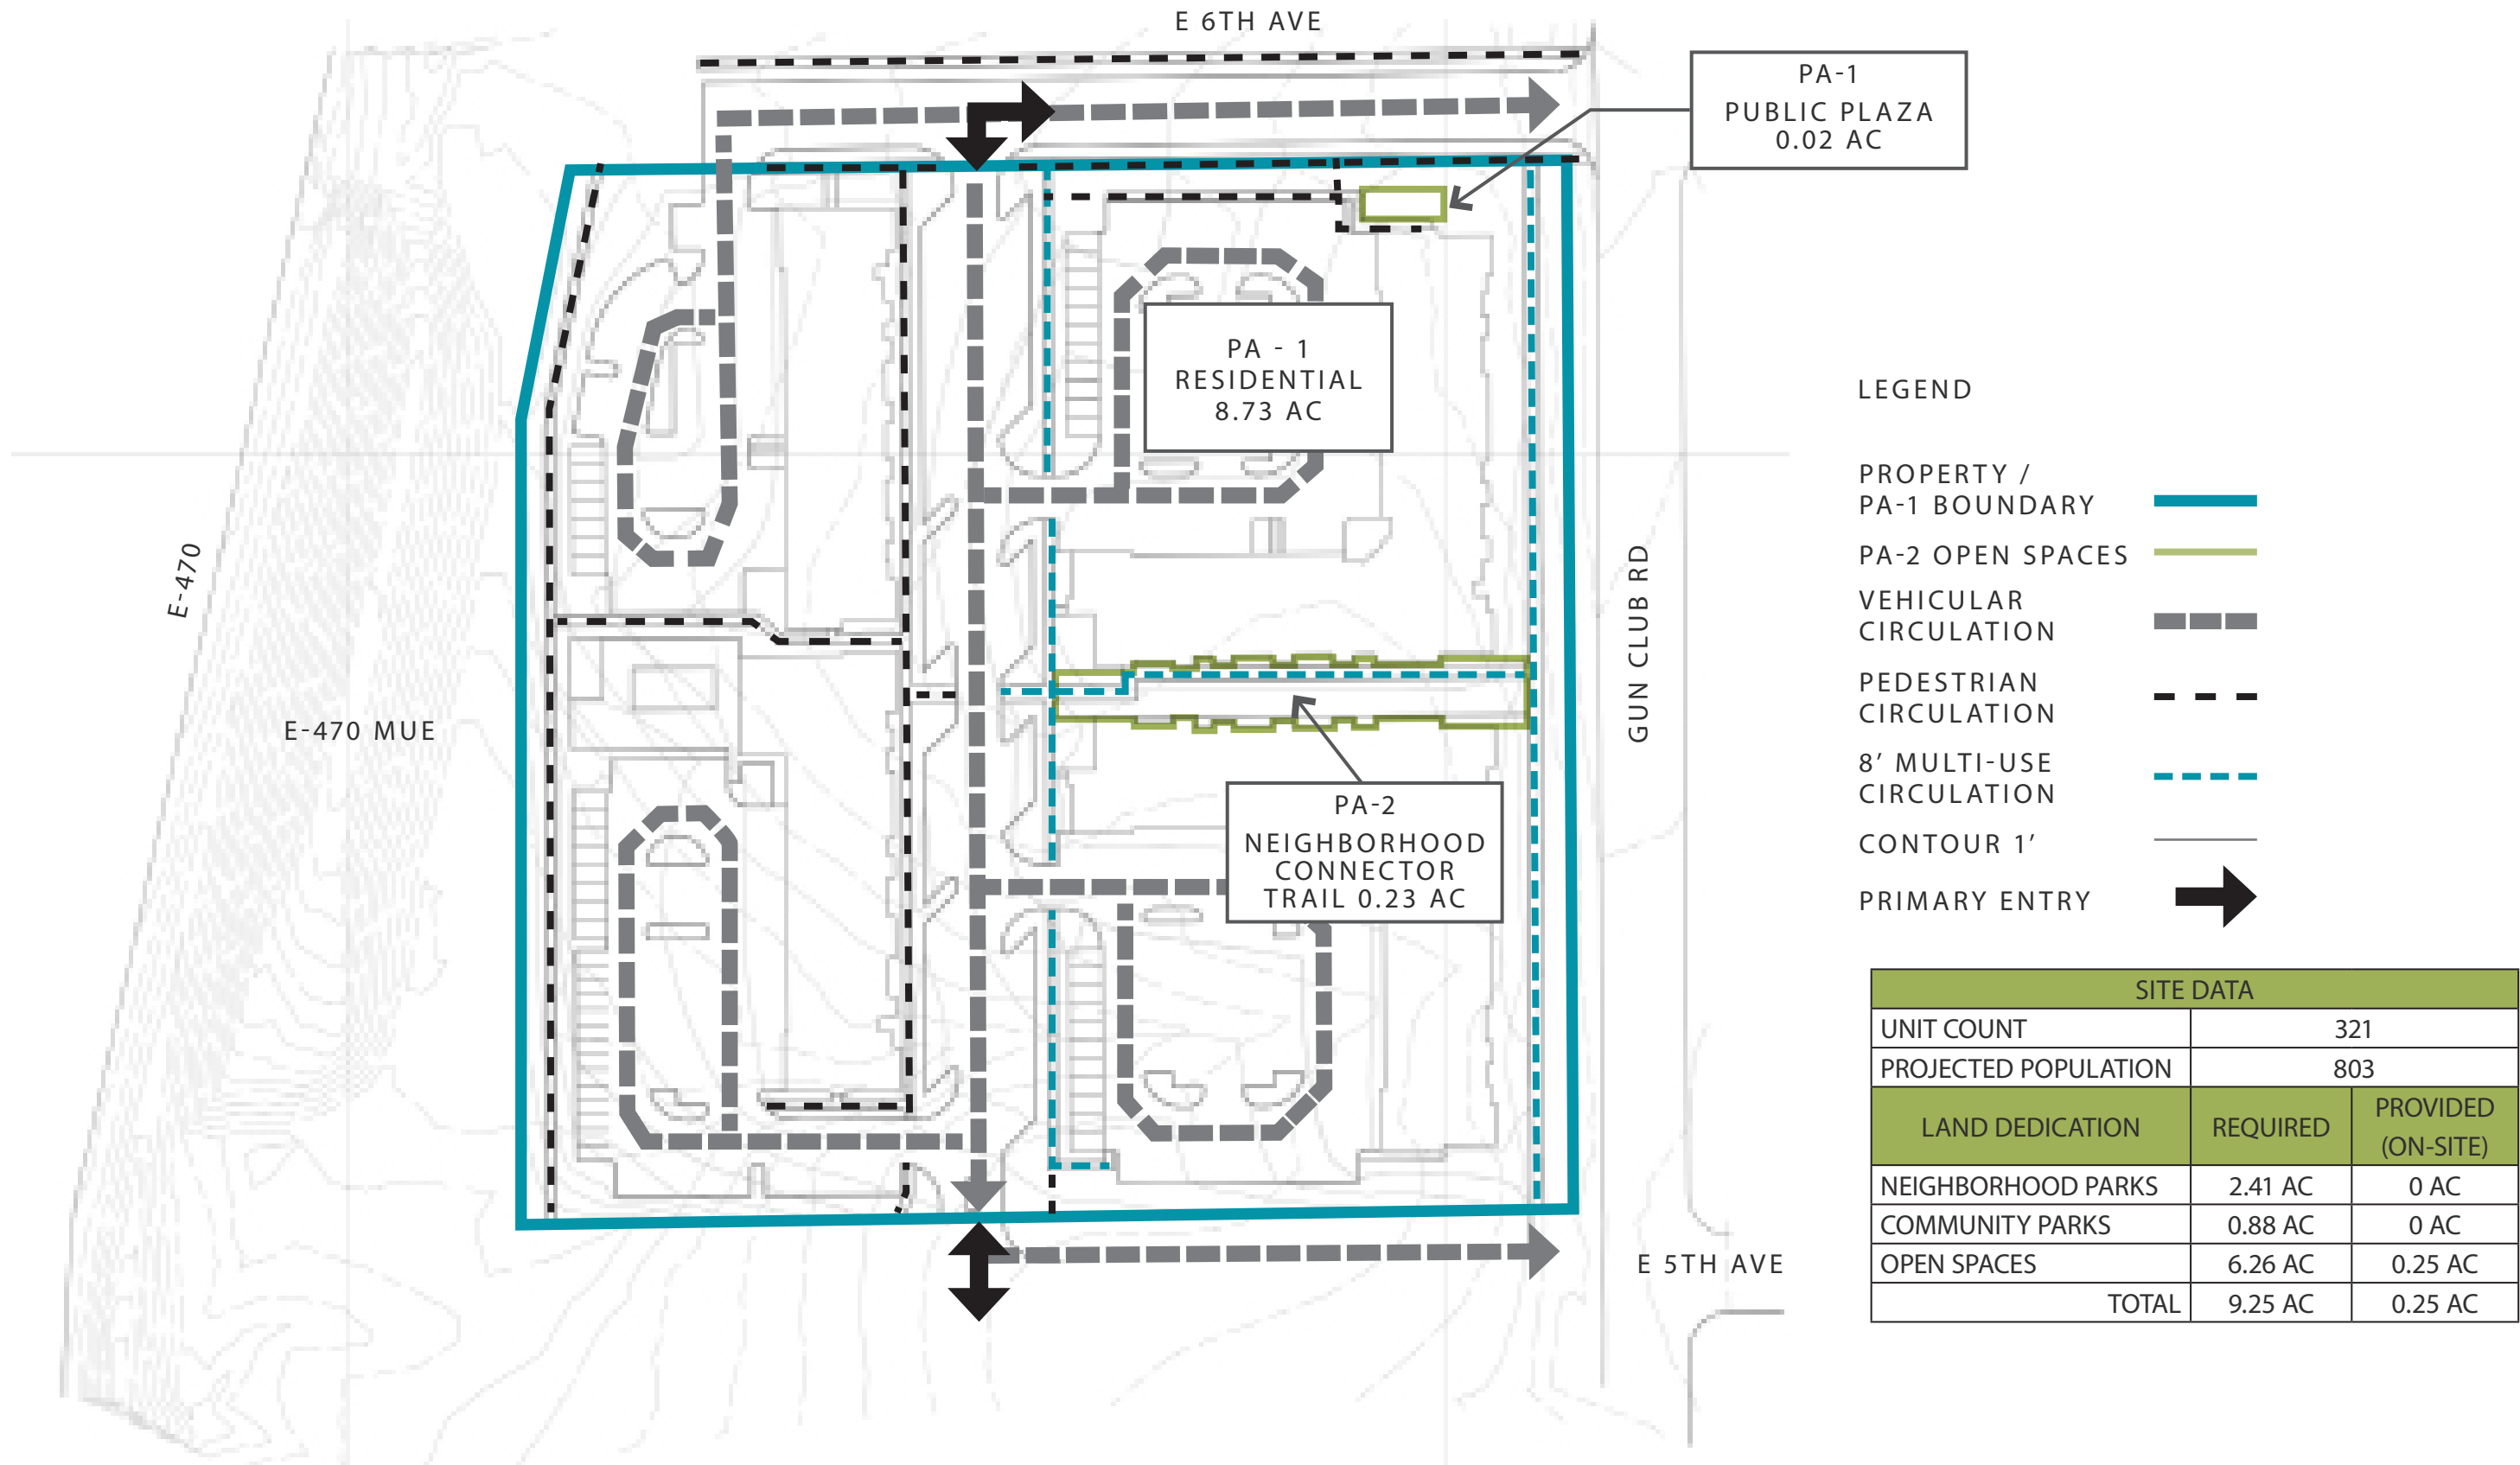 E 6TH AVE
PA-1
PUBLIC PLAZA
0.02 AC
PA - 1
RESIDENTIAL
8.73 AC
E-470
E-470 MUE
GUN CLUB RD
PA-2
NEIGHBORHOOD
CONNECTOR
TRAIL 0.23 AC
E 5TH AVE
LEGEND
PROPERTY /
PA-1 BOUNDARY
PA-2 OPEN SPACES
VEHICULAR
CIRCULATION
PEDESTRIAN
CIRCULATION
8’ MULTI-USE
CIRCULATION
CONTOUR 1’
PRIMARY ENTRY
SITE DATA
UNIT COUNT 321
PROJECTED POPULATION 803
LAND DEDICATION REQUIRED PROVIDED
(ON-SITE)
NEIGHBORHOOD PARKS 2.41 AC 0 AC
COMMUNITY PARKS 0.88 AC 0 AC
OPEN SPACES 6.26 AC 0.25 AC
TOTAL 9.25 AC 0.25 AC